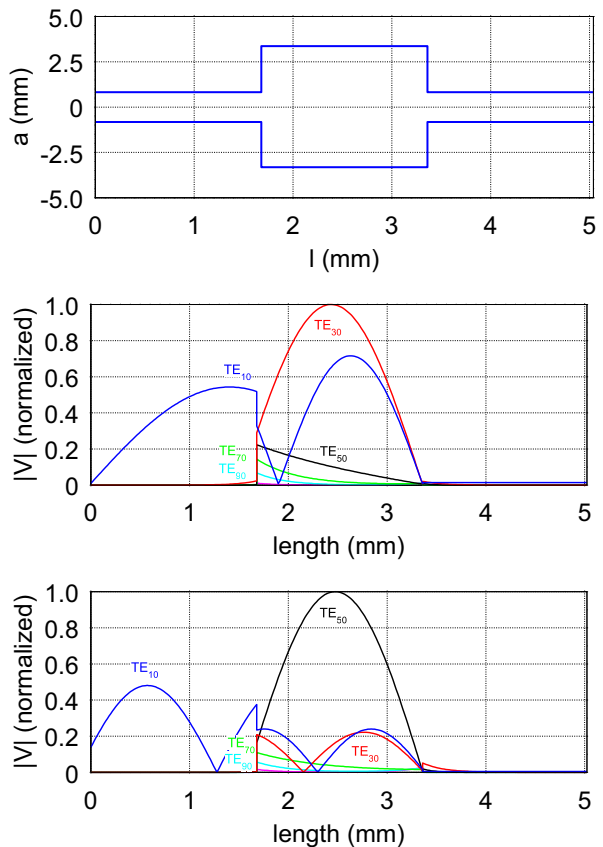 a (mm)
5.0
2.5
0
-2.5
-5.0
0 1 2 3 4 5
l (mm)
|V| (normalized)
1.0
0.8
0.6
0.4
0.2
0
TE30
TE10
TE50
TE70
TE90
0 1 2 3 4 5
length (mm)
|V| (normalized)
1.0
0.8
0.6
0.4
0.2
0
TE50
TE10
TE70
TE30
TE90
0 1 2 3 4 5
length (mm)